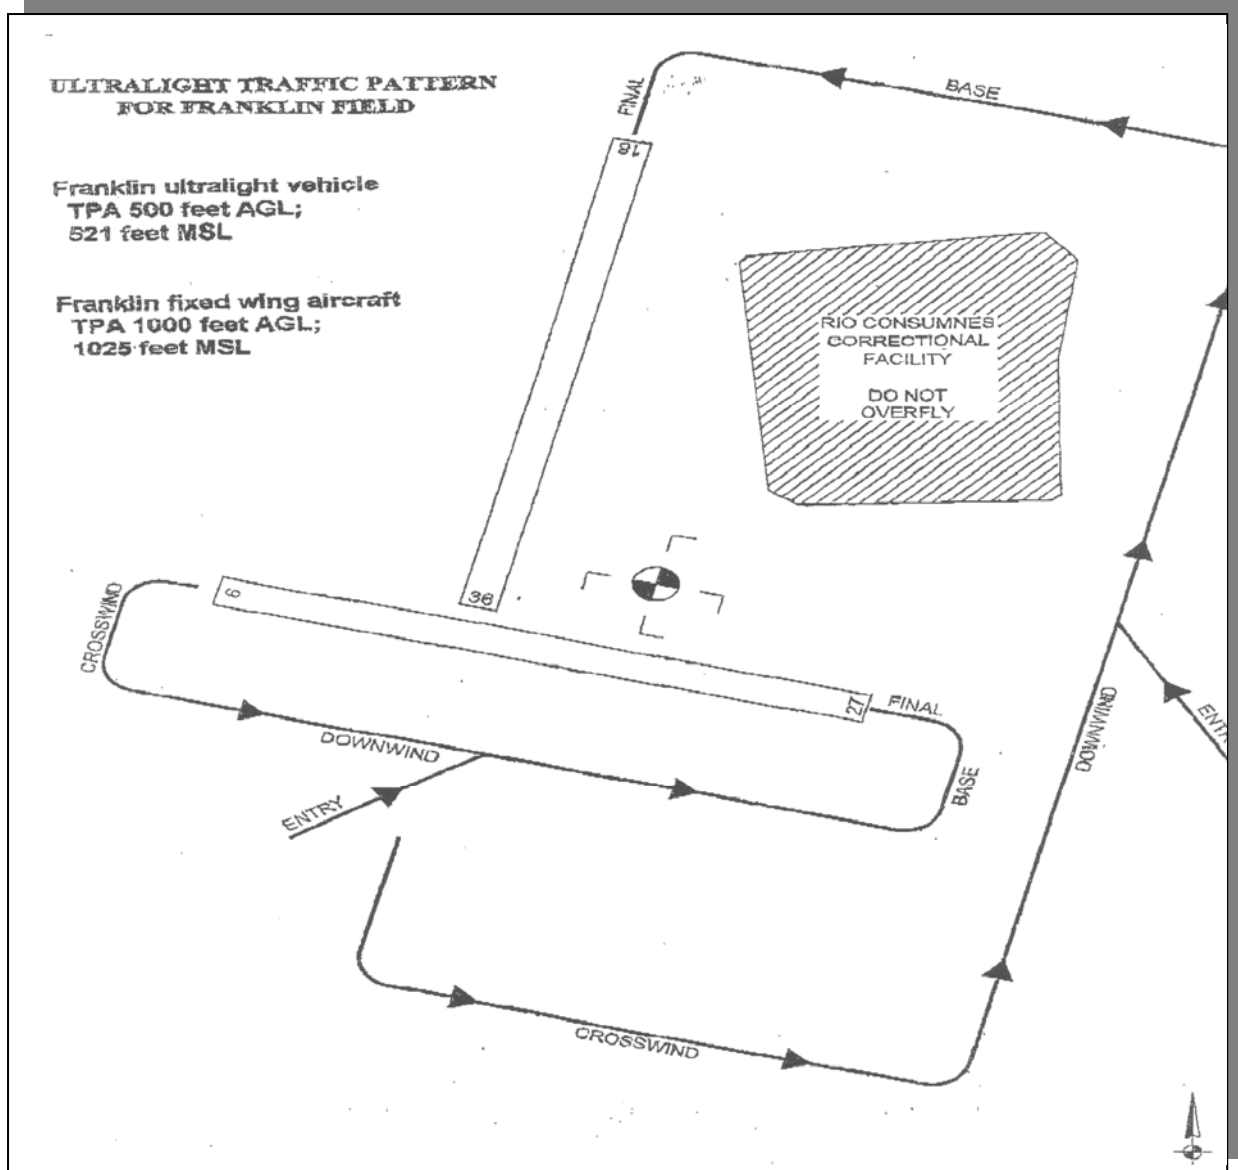 ULTRALIGHT TRAFFIC PATTERN
FOR FRANKLIN FIELD
Franklin ultralight vehicle
TPA 500 feet AGL;
521 feet MSL
Franklin fixed wing aircraft
TPA 1000 feet AGL;
1025 feet MSL
FINAL
18
BASE
RIO CONSUMNES
CORRECTIONAL
FACILITY
DO NOT
OVERFLY
36
9
CROSSWIND
27
FINAL
DOWNWIND
BASE
ENTRY
DOWNWIND
CROSSWIND